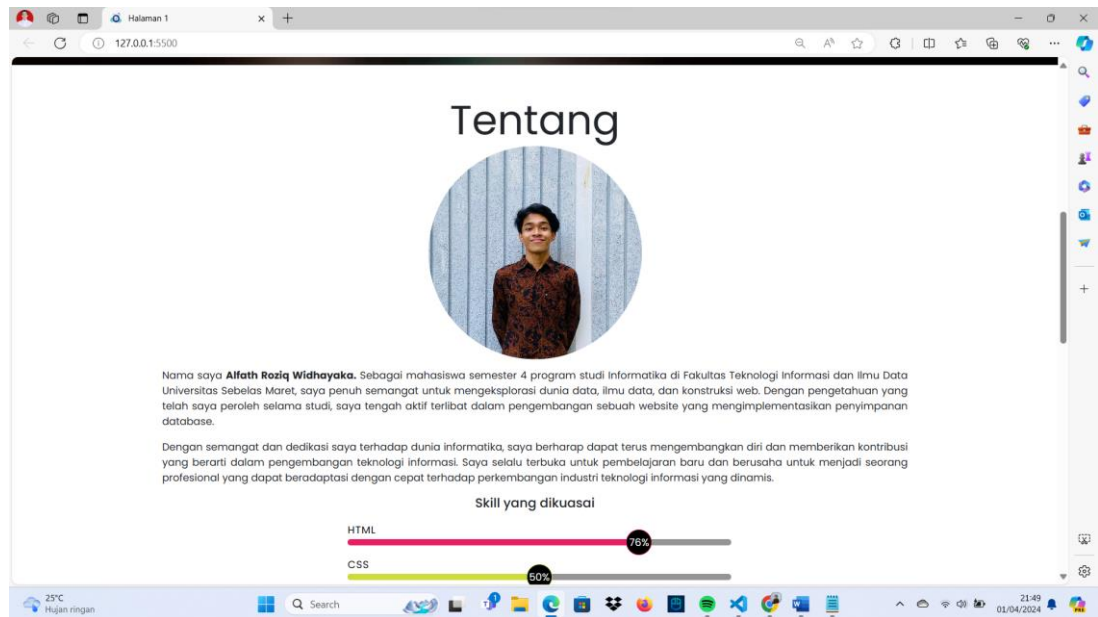 Halaman 1
127.0.0.1:5500
Tentang
Nama saya Alfath Roziq Widhayaka. Sebagai mahasiswa semester 4 program studi Informatika di Fakultas Teknologi Informasi dan Ilmu Data
Universitas Sebelas Maret, saya penuh semangat untuk mengeksplorasi dunia data, ilmu data, dan konstruksi web. Dengan pengetahuan yang
telah saya peroleh selama studi, saya tengah aktif terlibat dalam pengembangan sebuah website yang mengimplementasikan penyimpanan
database.
Dengan semangat dan dedikasi saya terhadap dunia informatika, saya berharap dapat terus mengembangkan diri dan memberikan kontribusi
yang berarti dalam pengembangan teknologi informasi. Saya selalu terbuka untuk pembelajaran baru dan berusaha untuk menjadi seorang
profesional yang dapat beradaptasi dengan cepat terhadap perkembangan industri teknologi informasi yang dinamis.
Skill yang dikuasai
HTML
76%
CSS
50%
25°C
Hujan ringan
Search
21:49
01/04/2024